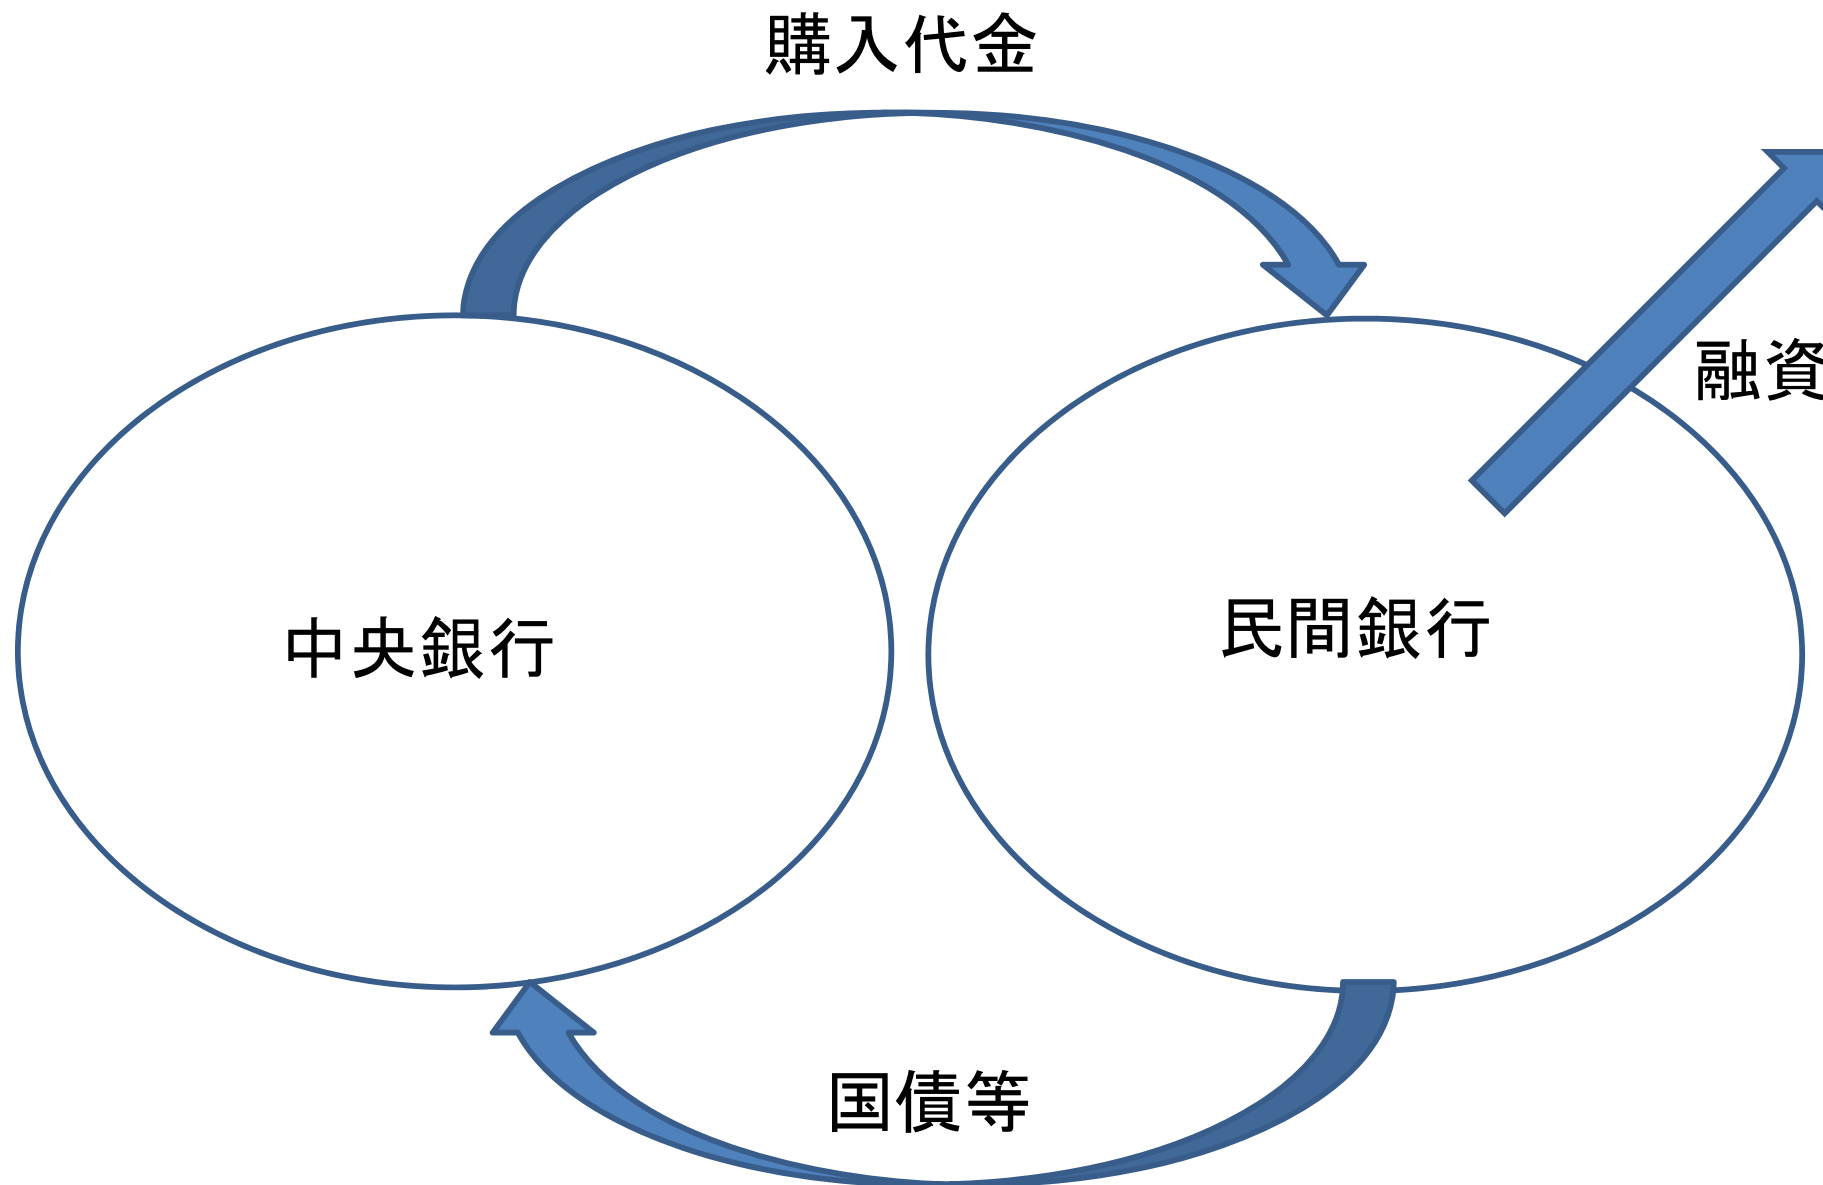 購入代金
融資
中央銀行
民間銀行
国債等